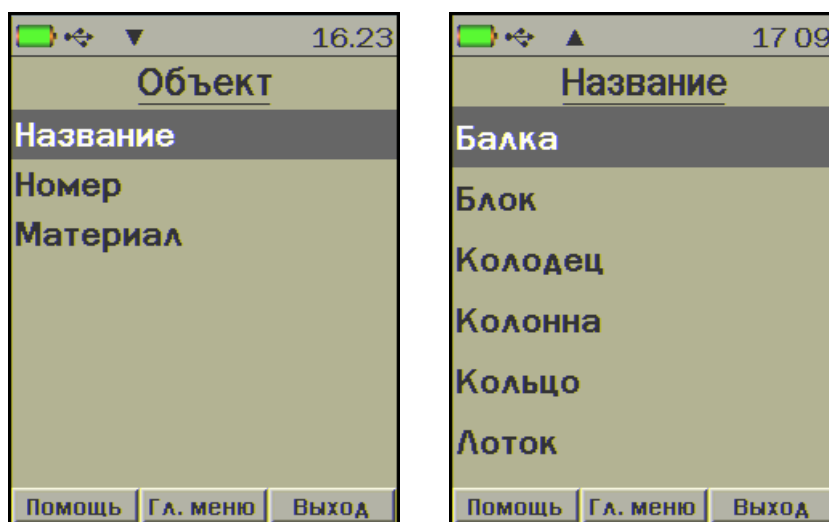 16.23
Объект
Название
Номер
Материал
Помощь Гл. меню Выход
17 09
Название
Балка
Блок
Колодец
Колонна
Кольцо
Лоток
Помощь Гл. меню Выход